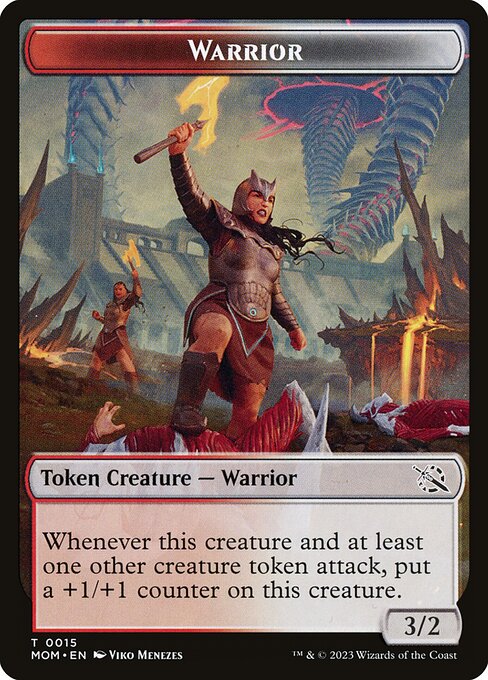 Warrior
Token Creature — Warrior
Whenever this creature and at least
one other creature token attack, put
a +1/+1 counter on this creature.
3/2
T 0015
MOM • EN Viko Menezes
™ & © 2023 Wizards of the Coast